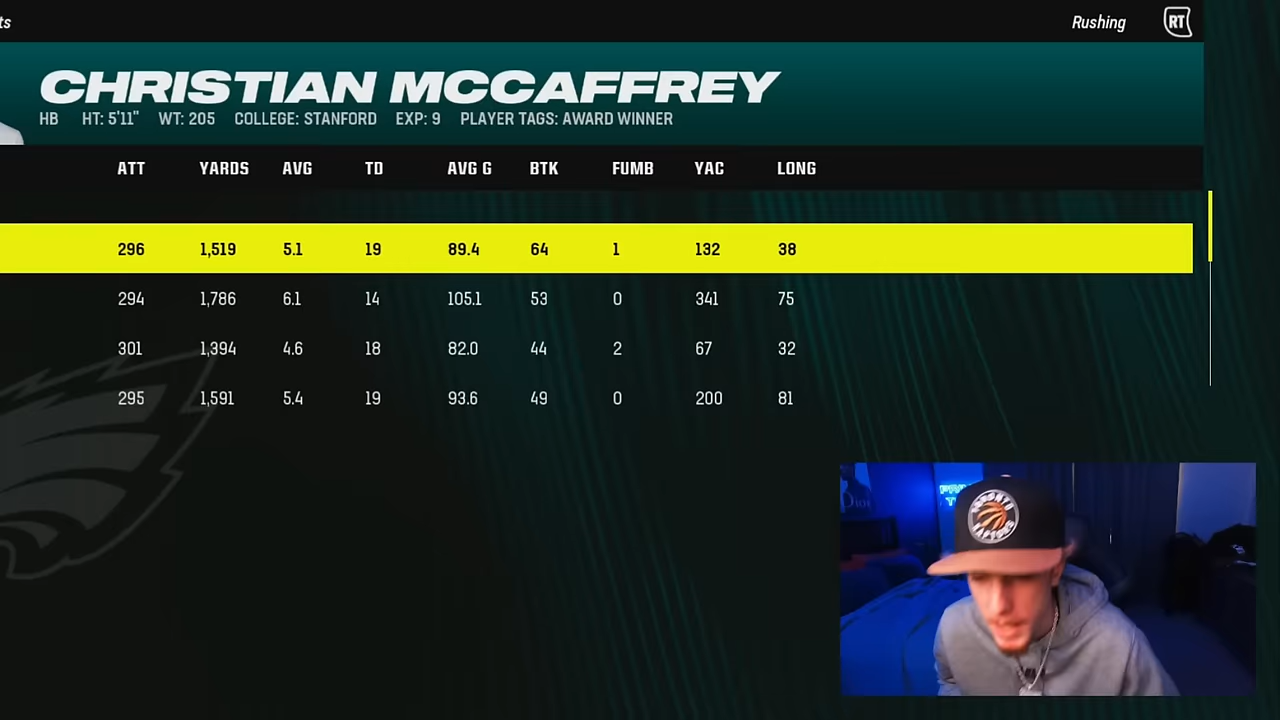 ts
Rushing RT
CHRISTIAN MCCAFFREY
HB HT: 5'11" WT: 205 COLLEGE: STANFORD EXP: 9 PLAYER TAGS: AWARD WINNER
ATT YARDS AVG TD AVG G BTK FUMB YAC LONG
296 1,519 5.1 19 89.4 64 1 132 38
294 1,786 6.1 14 105.1 53 0 341 75
301 1,394 4.6 18 82.0 44 2 67 32
295 1,591 5.4 19 93.6 49 0 200 81
TORONTO
RAPTORS